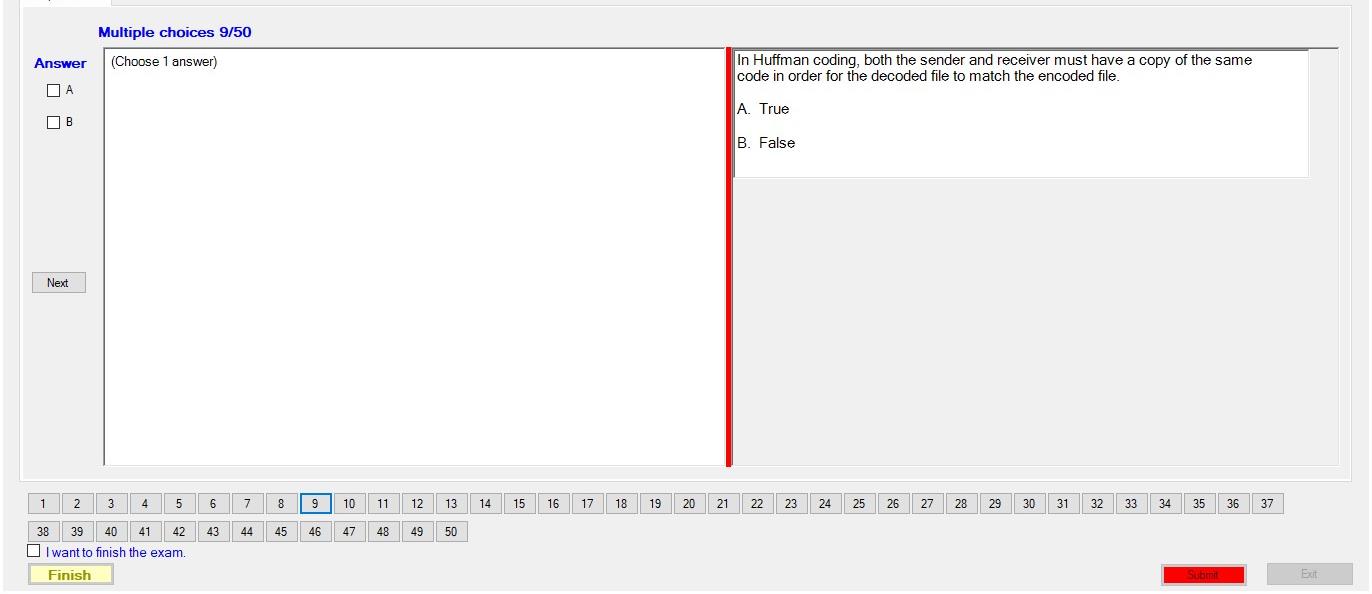 Multiple choices 9/50
Answer
(Choose 1 answer)
A
B
Next
In Huffman coding, both the sender and receiver must have a copy of the same
code in order for the decoded file to match the encoded file.
A. True
B. False
1 2 3 4 5 6 7 8 9 10 11 12 13 14 15 16 17 18 19 20 21 22 23 24 25 26 27 28 29 30 31 32 33 34 35 36 37
38 39 40 41 42 43 44 45 46 47 48 49 50
I want to finish the exam.
Finish
Submit
Exit